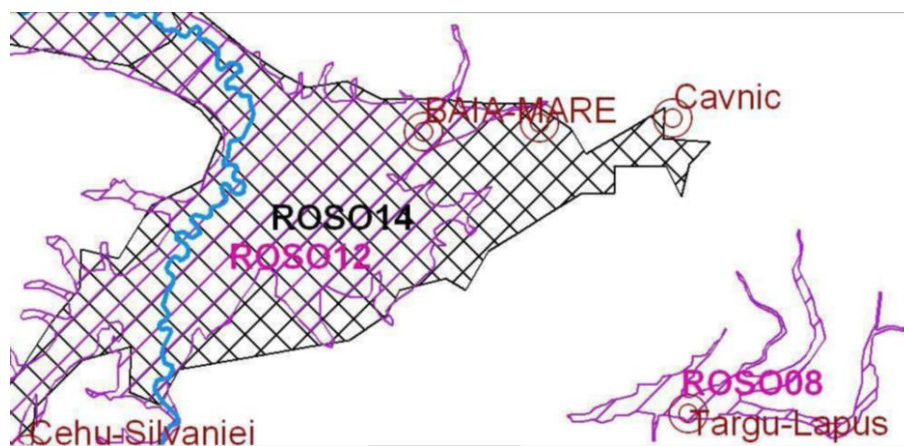 BAIA-MARE
Cavnic
ROSO14
ROSO12
ROSO08
Targu-Lapus
Cehu-Silvaniei